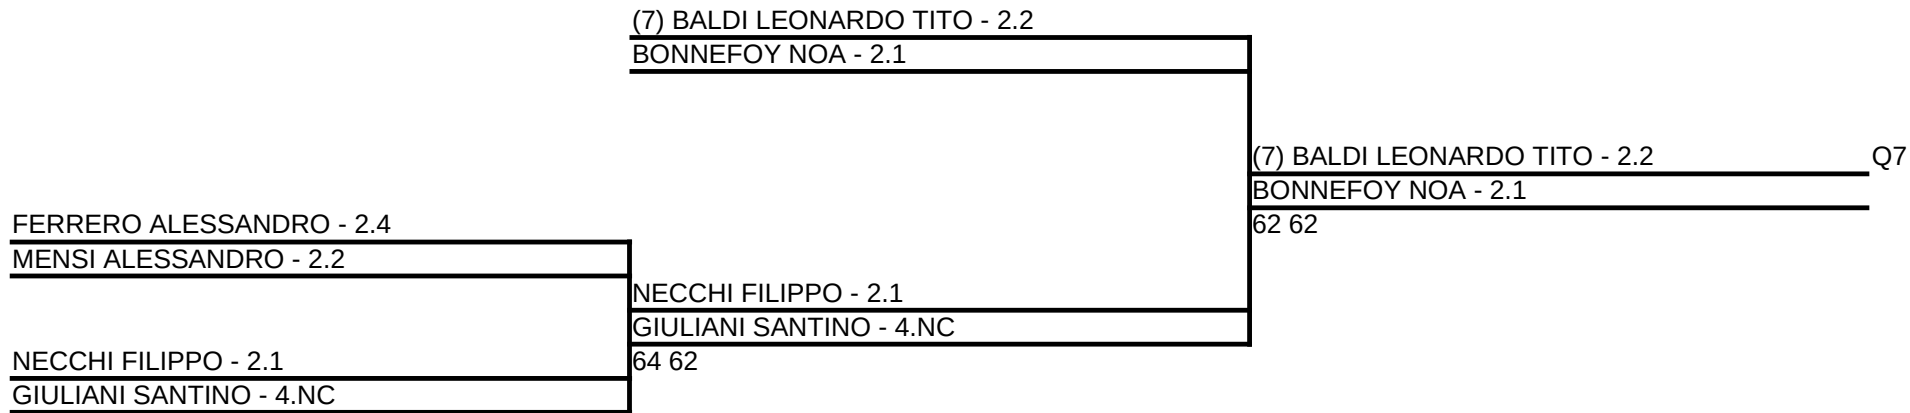 (7) BALDI LEONARDO TITO - 2.2
BONNEFOY NOA - 2.1
(7) BALDI LEONARDO TITO - 2.2
Q7
BONNEFOY NOA - 2.1
FERRERO ALESSANDRO - 2.4
62 62
MENSI ALESSANDRO - 2.2
NECCHI FILIPPO - 2.1
GIULIANI SANTINO - 4.NC
NECCHI FILIPPO - 2.1
64 62
GIULIANI SANTINO - 4.NC